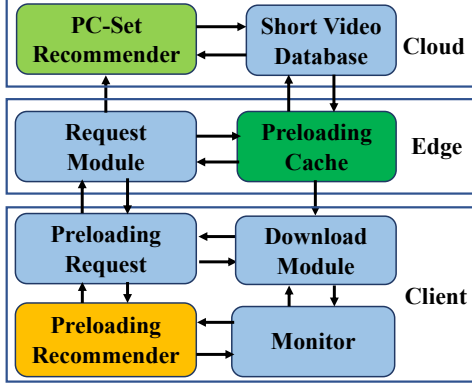 PC-Set
Recommender
Short Video
Database
Cloud
Request
Module
Preloading
Cache
Edge
Preloading
Request
Download
Module
Client
Preloading
Recommender
Monitor